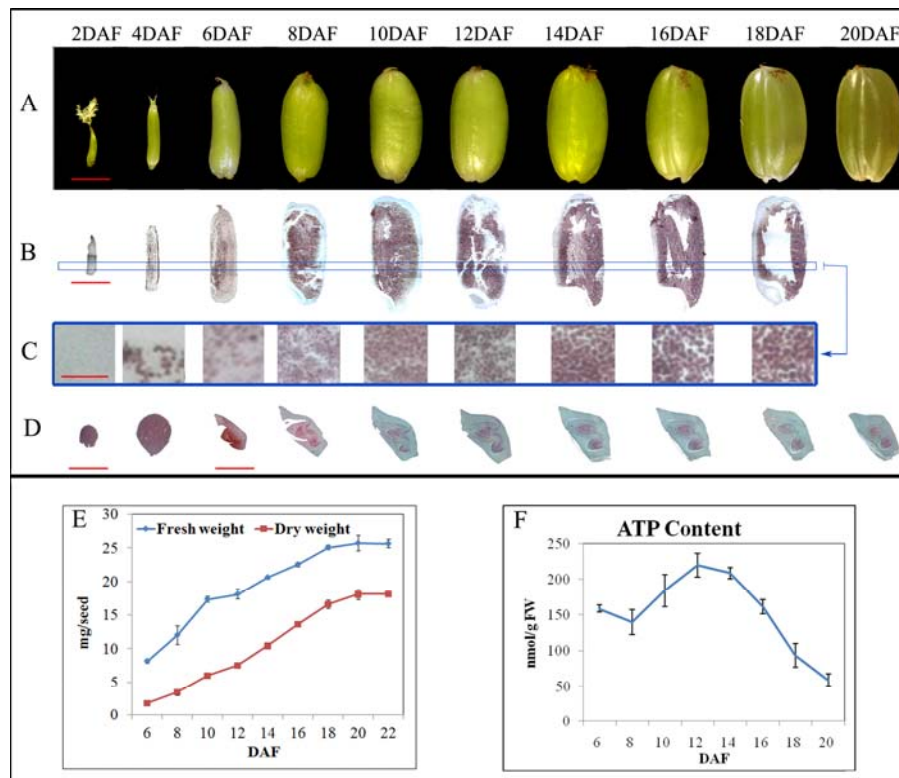 2DAF 4DAF 6DAF 8DAF 10DAF 12DAF 14DAF 16DAF 18DAF 20DAF
A
B
C
D
E
Fresh weight Dry weight
mg/seed
30
25
20
15
10
5
0
6 8 10 12 14 16 18 20 22
DAF
F
ATP Content
nmol/g FW
250
200
150
100
50
0
6 8 10 12 14 16 18 20
DAF